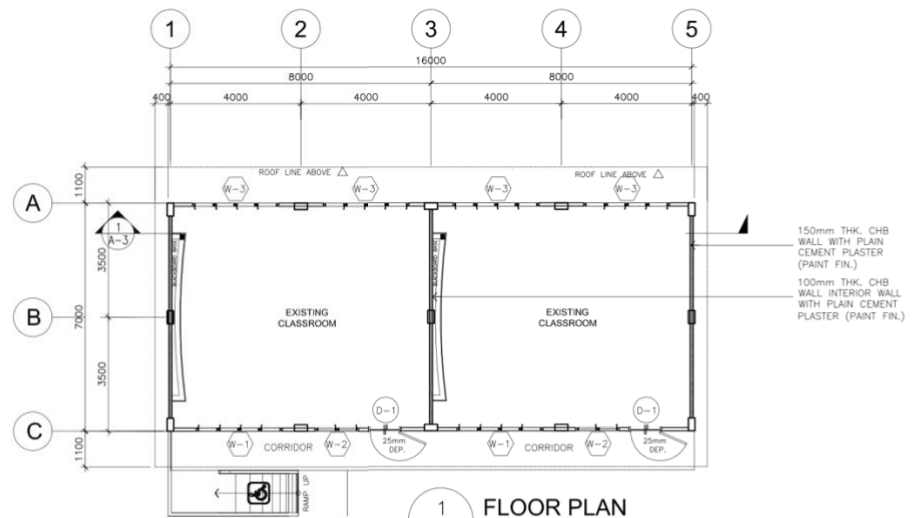 1
2
3
4
5
16000
8000
8000
400
4000
4000
4000
4000
400
ROOF LINE ABOVE
ROOF LINE ABOVE
1100
W-3
W-3
W-3
W-3
A
1
A-3
3500
BLACKBOARD
BLACKBOARD
150mm THK. CHB
WALL WITH PLAIN
CEMENT PLASTER
(PAINT FIN.)
100mm THK. CHB
WALL INTERIOR WALL
WITH PLAIN CEMENT
PLASTER (PAINT FIN.)
B
7000
EXISTING
CLASSROOM
EXISTING
CLASSROOM
3500
D-1
D-1
C
W-1
W-2
W-1
W-2
CORRIDOR
CORRIDOR
25mm
DEP.
25mm
DEP.
1100
RAMP UP
1
FLOOR PLAN